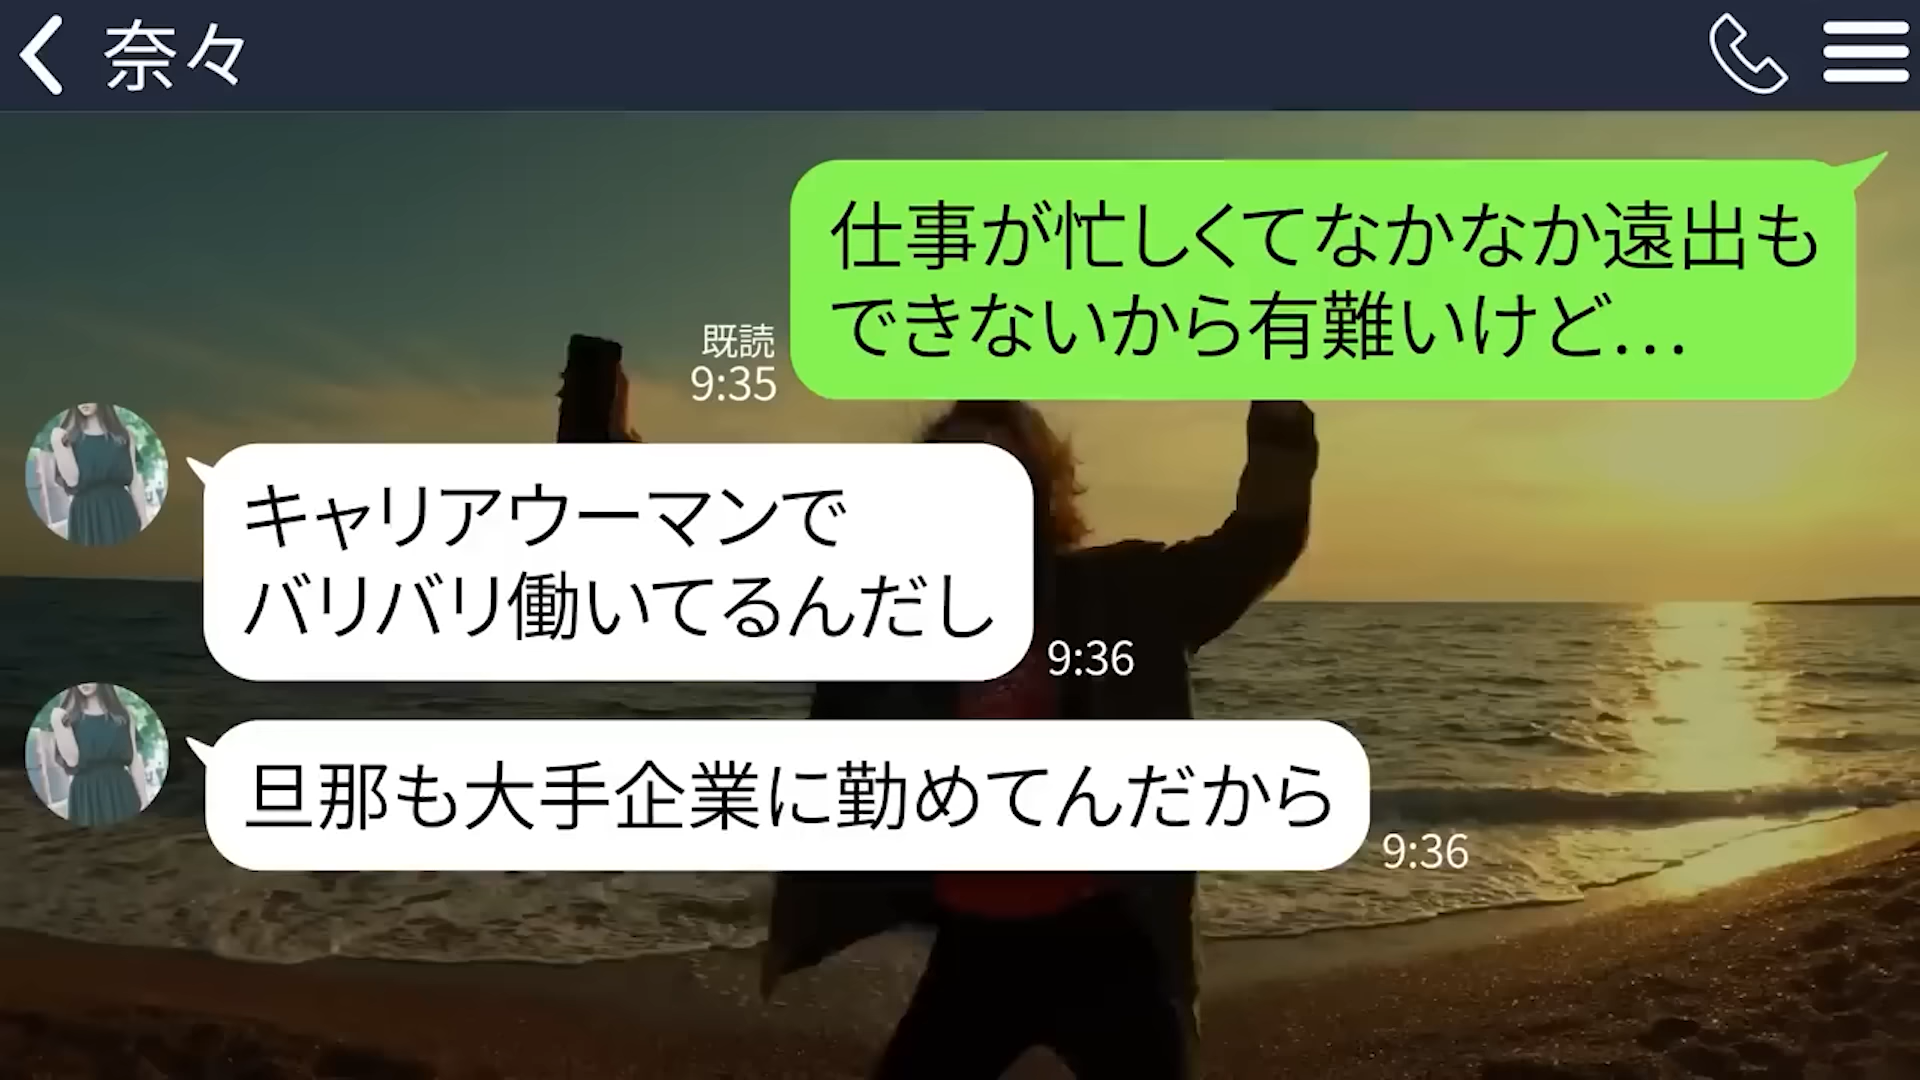 奈々
仕事が忙しくてなかなか遠出も
できないから有難いけど…
既読
9:35
キャリアウーマンで
バリバリ働いてるんだし
9:36
旦那も大手企業に勤めてんだから
9:36